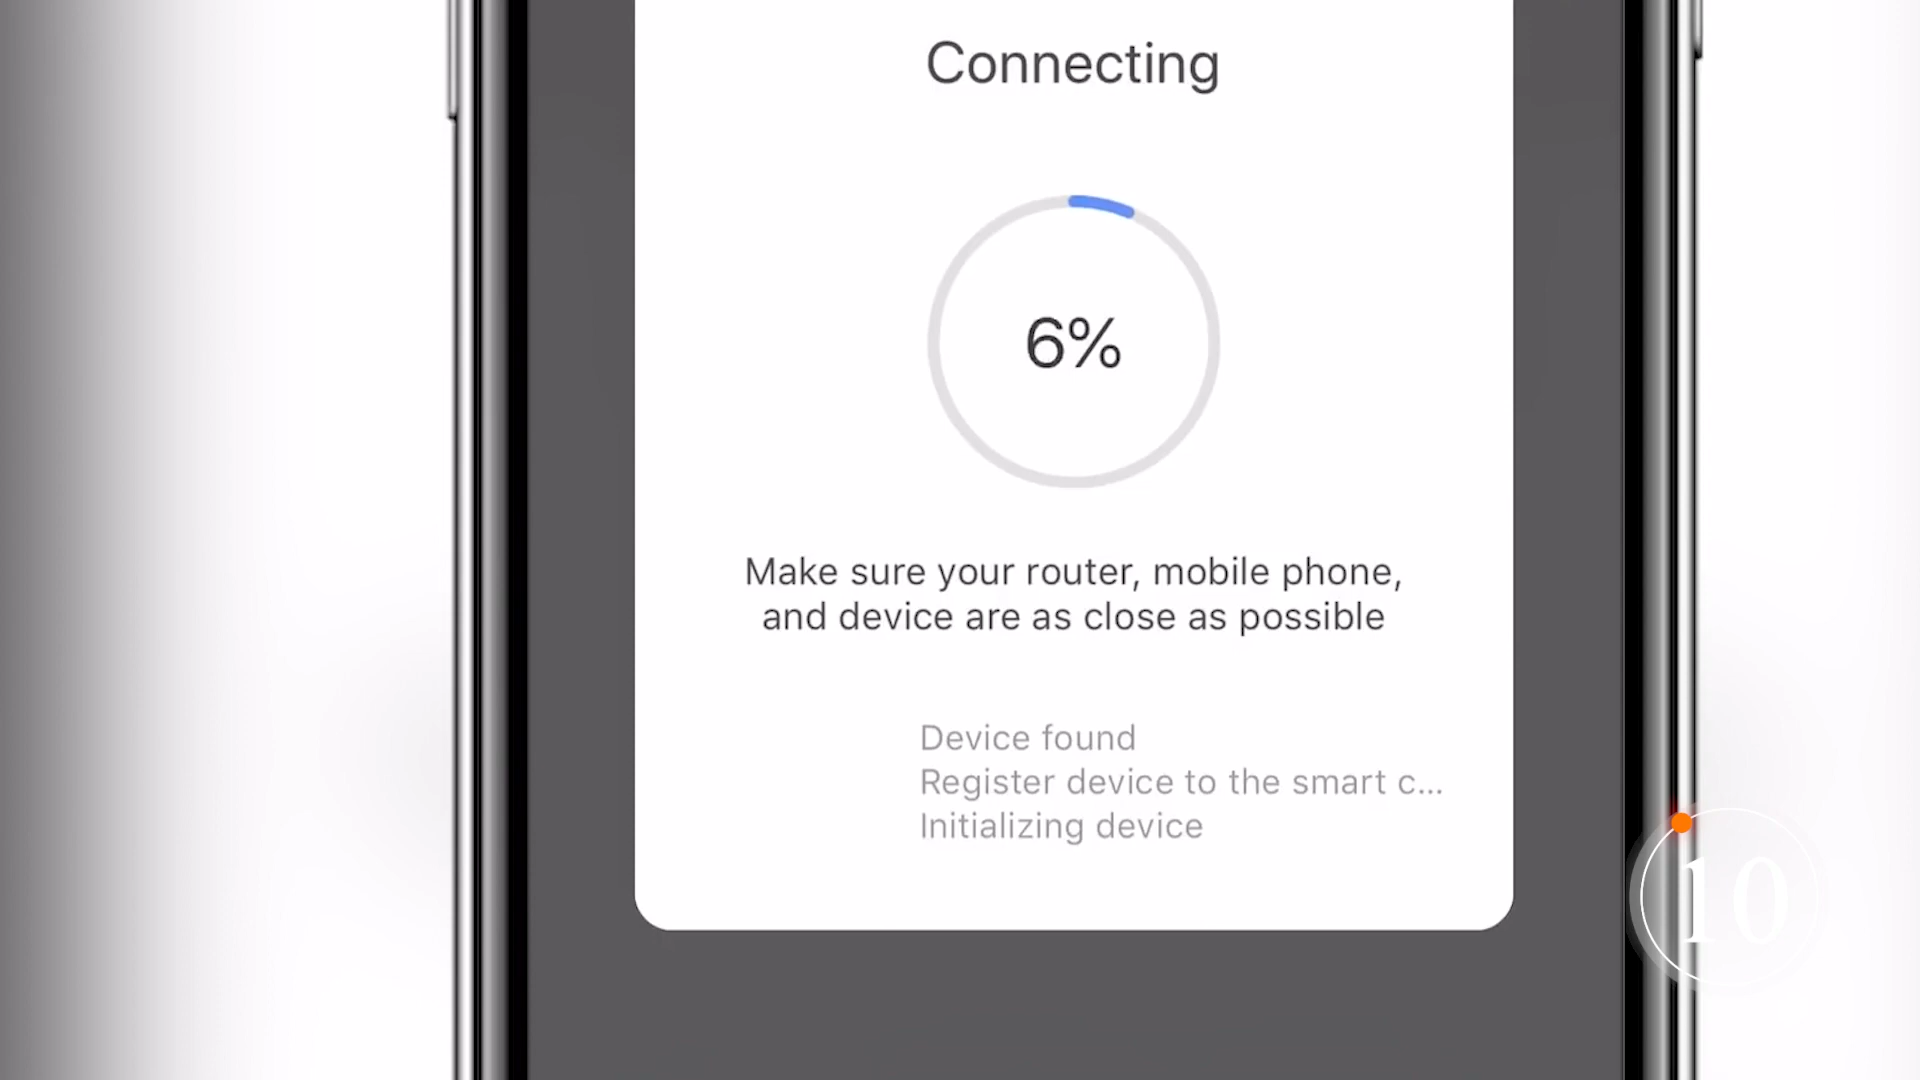 Connecting
6%
Make sure your router, mobile phone,
and device are as close as possible
Device found
Register device to the smart c...
Initializing device
10